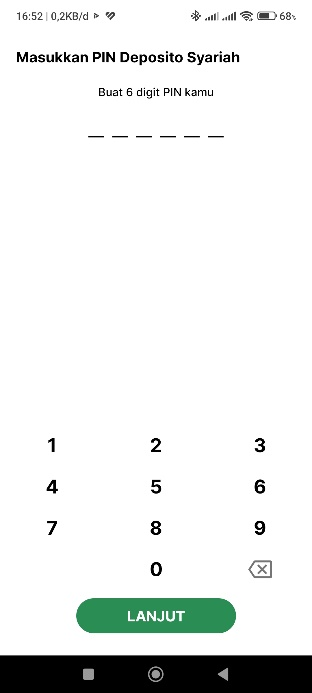 16:52 | 0,2KB/d
68%
Masukkan PIN Deposito Syariah
Buat 6 digit PIN kamu
1 2 3
4 5 6
7 8 9
0
LANJUT